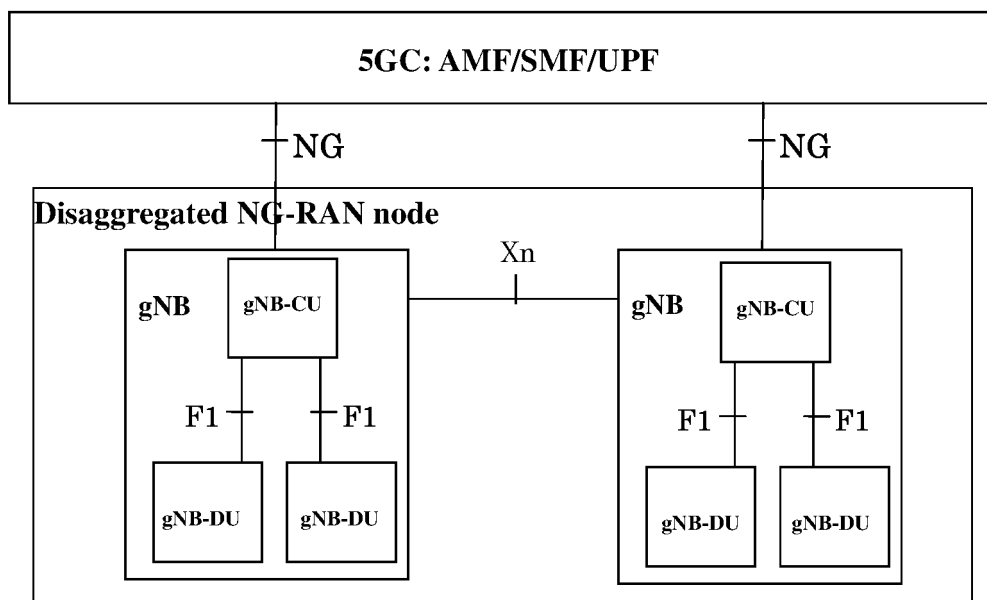 5GC: AMF/SMF/UPF
NG
NG
Disaggregated NG-RAN node
Xn
gNB
gNB-CU
gNB
gNB-CU
F1
F1
F1
F1
gNB-DU
gNB-DU
gNB-DU
gNB-DU